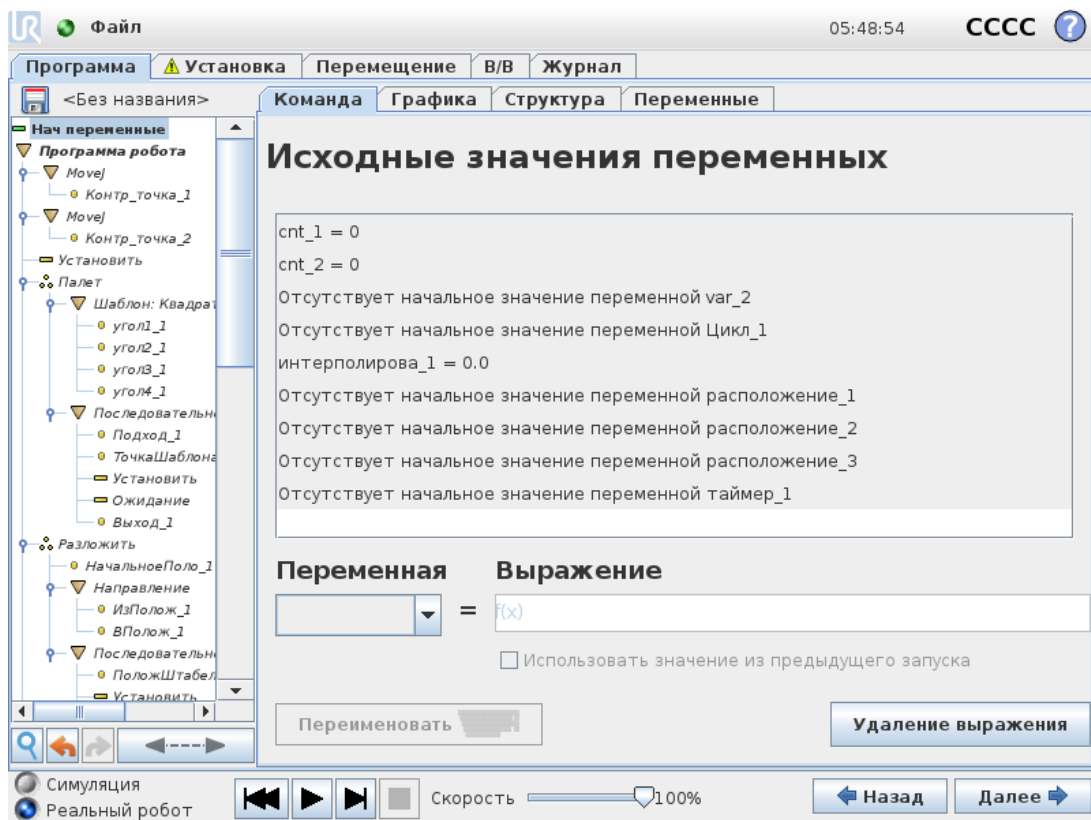 Файл
05:48:54
CCCC
?
Программа
Установка
Перемещение
В/В
Журнал
<Без названия>
Команда
Графика
Структура
Переменные
Нач переменные
Программа робота
MoveJ
Контр_точка_1
MoveJ
Контр_точка_2
Установить
Палет
Шаблон: Квадрат
угол1_1
угол2_1
угол3_1
угол4_1
Последовательн
Подход_1
ТочкаШаблона
Установить
Ожидание
Выход_1
Разложить
НачальноеПоло_1
Направление
ИзПолож_1
ВПолож_1
Последовательн
ПоложШтабел
Установить
Исходные значения переменных
cnt_1 = 0
cnt_2 = 0
Отсутствует начальное значение переменной var_2
Отсутствует начальное значение переменной Цикл_1
интерполирова_1 = 0.0
Отсутствует начальное значение переменной расположение_1
Отсутствует начальное значение переменной расположение_2
Отсутствует начальное значение переменной расположение_3
Отсутствует начальное значение переменной таймер_1
Переменная
Выражение
=
f(x)
Использовать значение из предыдущего запуска
Переименовать
Удаление выражения
Симуляция
Реальный робот
Скорость
100%
Назад
Далее